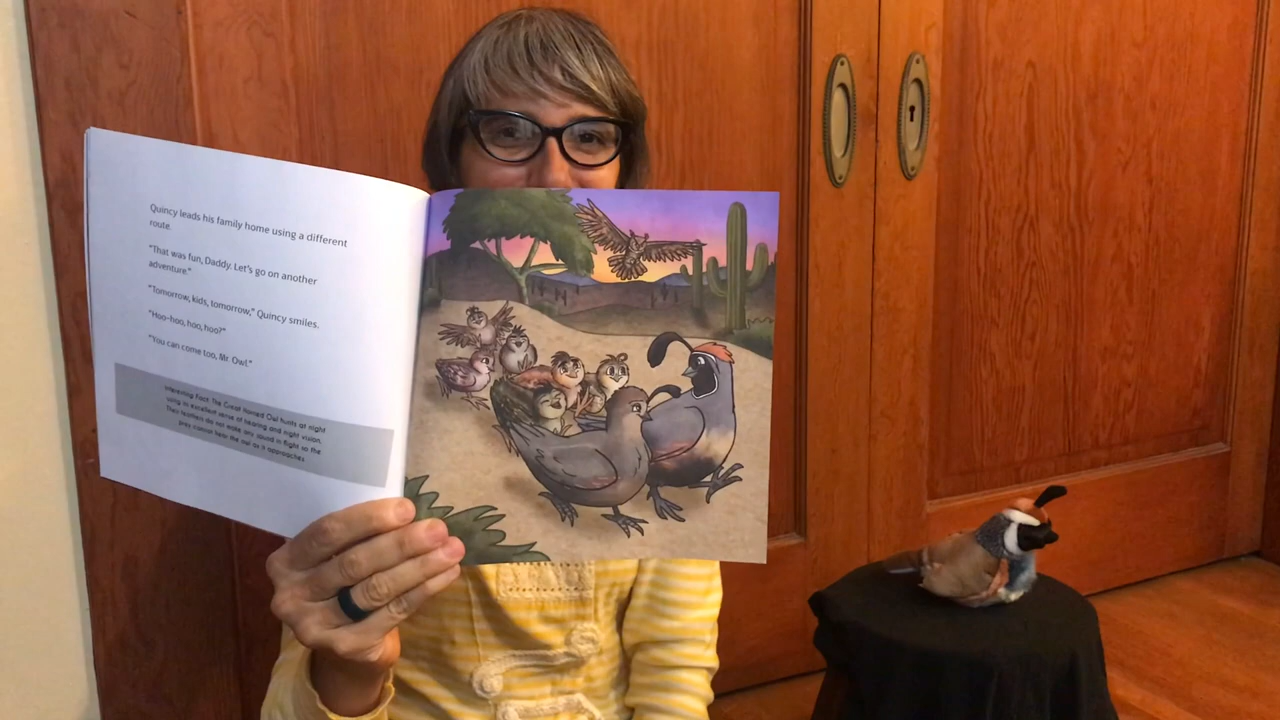 Quincy leads his family home using a different
route.
"That was fun, Daddy. Let's go on another
adventure."
"Tomorrow, kids, tomorrow," Quincy smiles.
"Hoo-hoo, hoo, hoo?"
"You can come too, Mr. Owl."
Interesting Fact: The Great Horned Owl hunts at night
using its excellent sense of hearing and night vision.
Their feathers do not make any sound in flight so the
prey cannot hear the owl as it approaches.